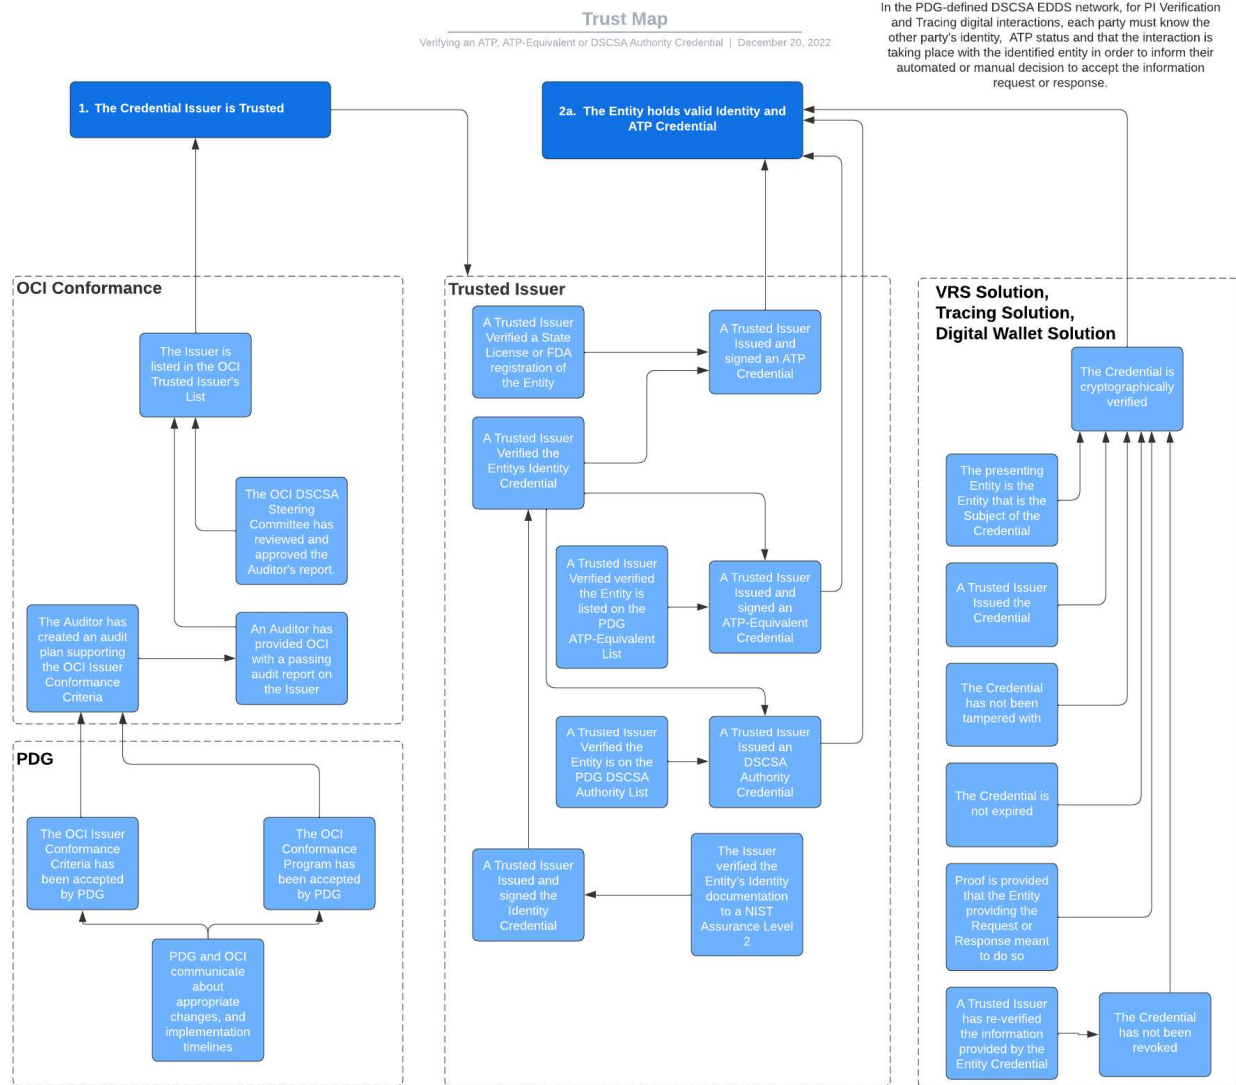 Trust Map
Verifying an ATP, ATP-Equivalent or DSCSA Authority Credential | December 20, 2022
In the PDG-defined DSCSA EDDS network, for PI Verification
and Tracing digital interactions, each party must know the
other party's identity, ATP status and that the interaction is
taking place with the identified entity in order to inform their
automated or manual decision to accept the information
request or response.
1. The Credential Issuer is Trusted
2a. The Entity holds valid Identity and
ATP Credential
OCI Conformance
The Issuer is
listed in the OCI
Trusted Issuer's
List
The OCI DSCSA
Steering
Committee has
reviewed and
approved the
Auditor's report.
The Auditor has
created an audit
plan supporting
the OCI Issuer
Conformance
Criteria
An Auditor has
provided OCI
with a passing
audit report on
the Issuer
PDG
The OCI Issuer
Conformance
Criteria has
been accepted
by PDG
The OCI
Conformance
Program has
been accepted
by PDG
PDG and OCI
communicate
about
appropriate
changes, and
implementation
timelines
Trusted Issuer
A Trusted Issuer
Verified a State
License or FDA
registration of
the Entity
A Trusted Issuer
Issued and
signed an ATP
Credential
A Trusted Issuer
Verified the
Entitys Identity
Credential
A Trusted Issuer
Verified verified
the Entity is
listed on the
PDG
ATP-Equivalent
List
A Trusted Issuer
Issued and
signed an
ATP-Equivalent
Credential
A Trusted Issuer
Verified the
Entity is on the
PDG DSCSA
Authority List
A Trusted Issuer
Issued an
DSCSA
Authority
Credential
A Trusted Issuer
Issued and
signed the
Identity
Credential
The Issuer
verified the
Entity's Identity
documentation
to a NIST
Assurance Level
2
VRS Solution,
Tracing Solution,
Digital Wallet Solution
The Credential is
cryptographically
verified
The presenting
Entity is the
Entity that is the
Subject of the
Credential
A Trusted Issuer
Issued the
Credential
The Credential
has not been
tampered with
The Credential is
not expired
Proof is provided
that the Entity
providing the
Request or
Response meant
to do so
A Trusted Issuer
has re-verified
the information
provided by the
Entity Credential
The Credential
has not been
revoked